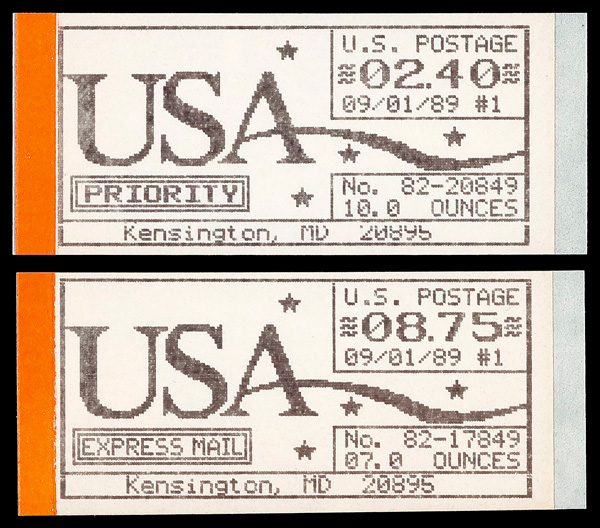 U.S. POSTAGE
≈02.40≈
09/01/89 #1
USA
PRIORITY
No. 82-20849
10.0 OUNCES
Kensington, MD 20895
U.S. POSTAGE
≈08.75≈
09/01/89 #1
USA
EXPRESS MAIL
No. 82-17849
07.0 OUNCES
Kensington, MD 20895